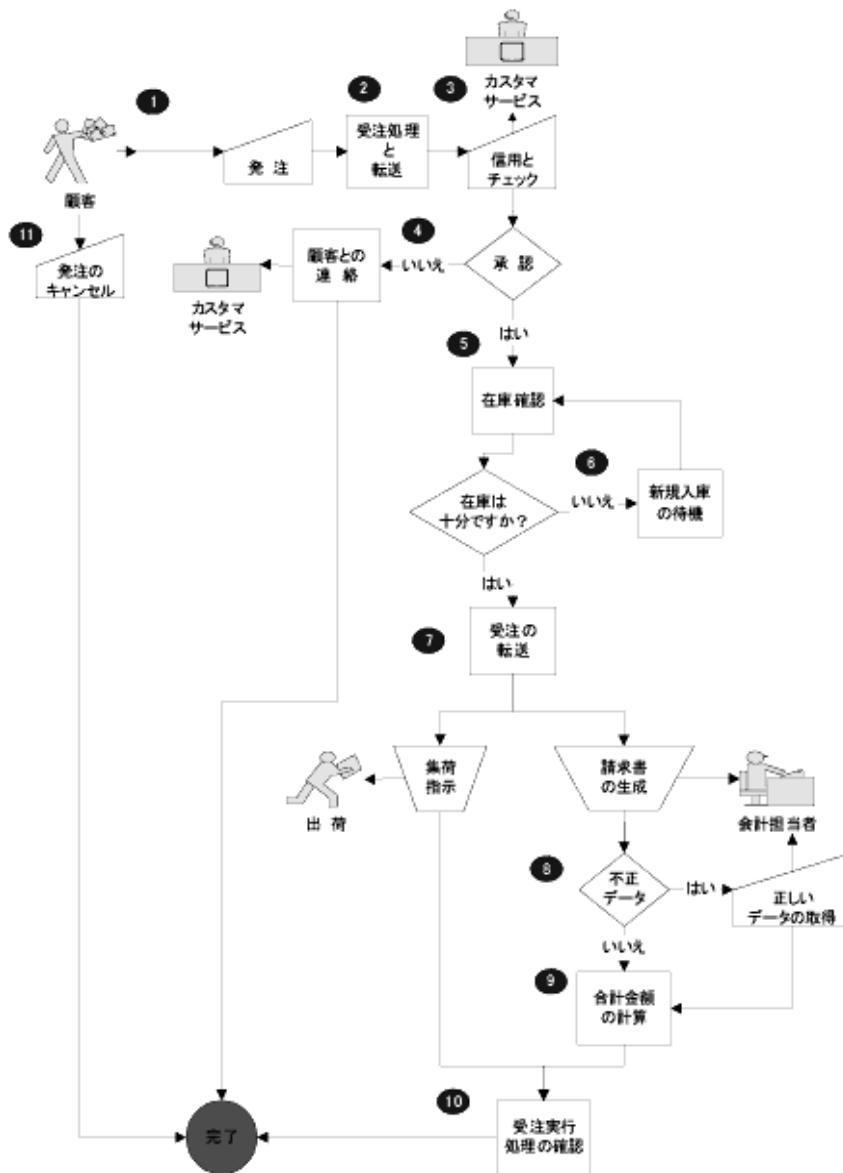 カスタマ
サービス
3
1
2
受注処理
と
転送
発 注
信用と
チェック
顧客
11
発注の
キャンセル
カスタマ
サービス
顧客との
連 絡
4
いいえ
承 認
はい
5
在庫確認
6
在庫は
十分ですか?
いいえ
新規入庫
の待機
はい
7
受注の
転送
出 荷
集荷
指示
請求書
の生成
会計担当者
8
不正
データ
はい
正しい
データの取得
いいえ
9
合計金額
の計算
10
受注実行
処理の確認
完了